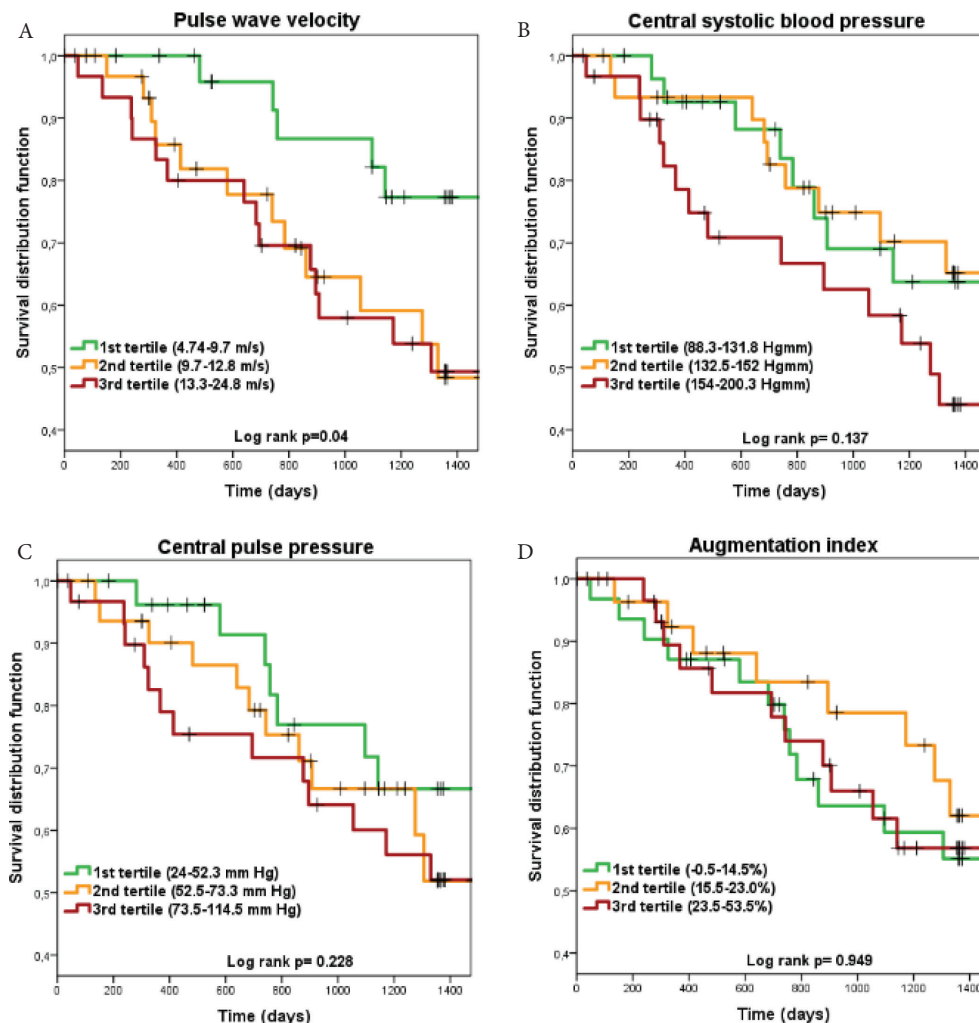 A
Pulse wave velocity
Survival distribution function
1,0
0,9
0,8
0,7
0,6
0,5
0,4
1st tertile (4.74-9.7 m/s)
2nd tertile (9.7-12.8 m/s)
3rd tertile (13.3-24.8 m/s)
Log rank p=0.04
0 200 400 600 800 1000 1200 1400
Time (days)
B
Central systolic blood pressure
Survival distribution function
1,0
0,9
0,8
0,7
0,6
0,5
0,4
1st tertile (88.3-131.8 Hgmm)
2nd tertile (132.5-152 Hgmm)
3rd tertile (154-200.3 Hgmm)
Log rank p= 0.137
0 200 400 600 800 1000 1200 1400
Time (days)
C
Central pulse pressure
Survival distribution function
1,0
0,9
0,8
0,7
0,6
0,5
0,4
1st tertile (24-52.3 mm Hg)
2nd tertile (52.5-73.3 mm Hg)
3rd tertile (73.5-114.5 mm Hg)
Log rank p= 0.228
0 200 400 600 800 1000 1200 1400
Time (days)
D
Augmentation index
Survival distribution function
1,0
0,9
0,8
0,7
0,6
0,5
0,4
1st tertile (-0.5-14.5%)
2nd tertile (15.5-23.0%)
3rd tertile (23.5-53.5%)
Log rank p= 0.949
0 200 400 600 800 1000 1200 1400
Time (days)